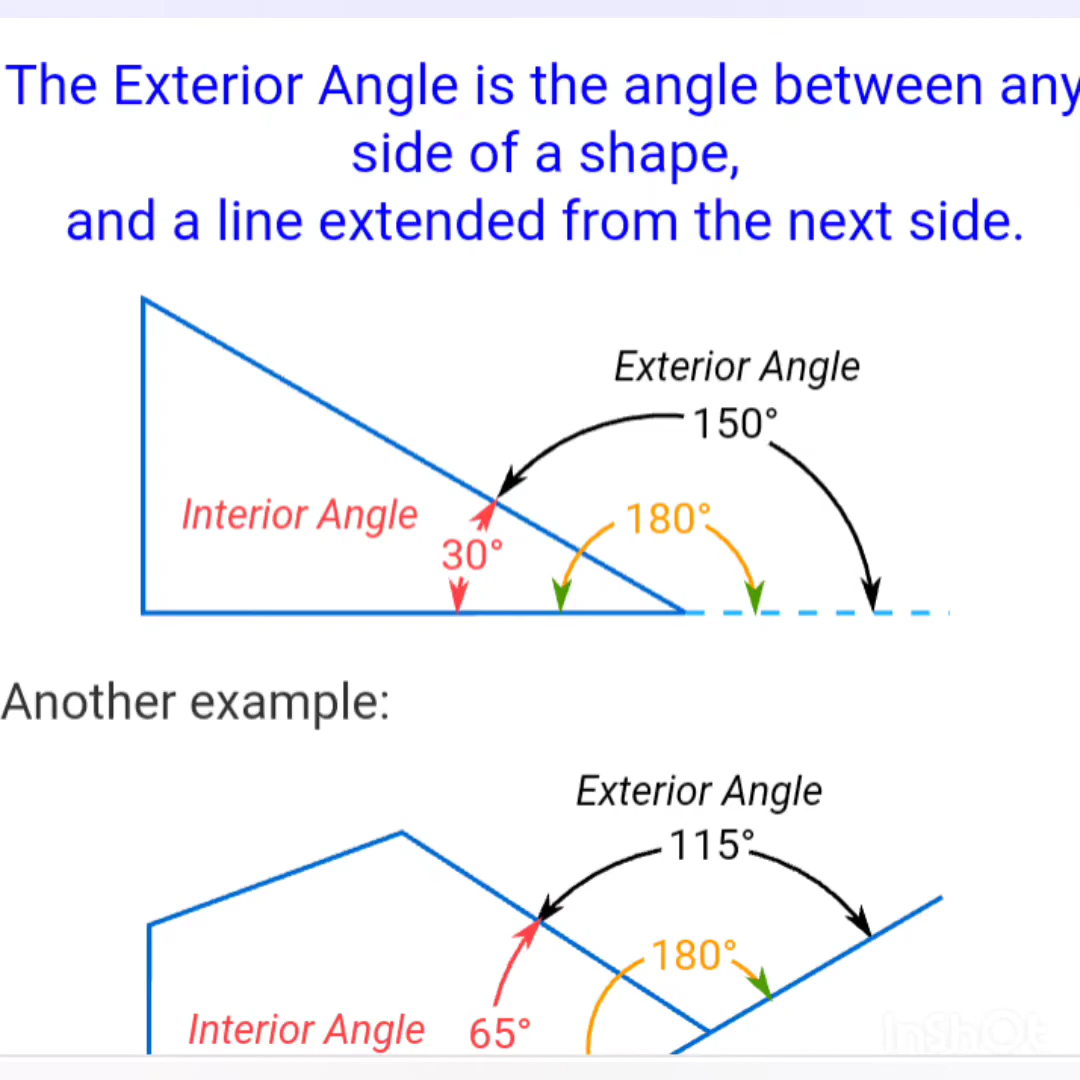 The Exterior Angle is the angle between any
side of a shape,
and a line extended from the next side.
Exterior Angle
150°
Interior Angle
180°
30°
Another example:
Exterior Angle
115°
180°
Interior Angle 65°
InShOt